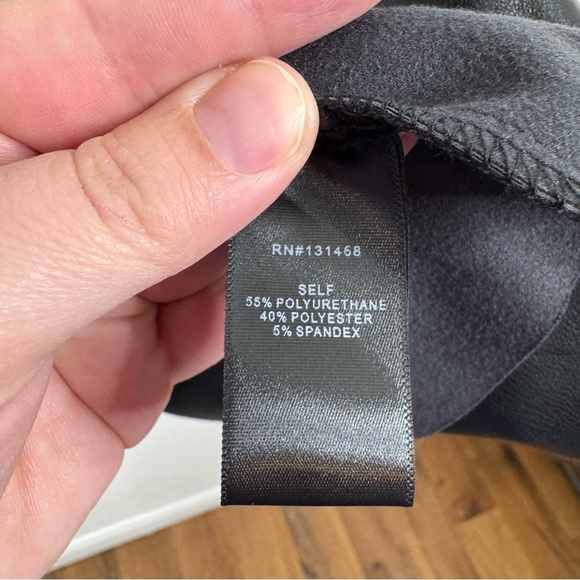 RN#131468
SELF
55% POLYURETHANE
40% POLYESTER
5% SPANDEX